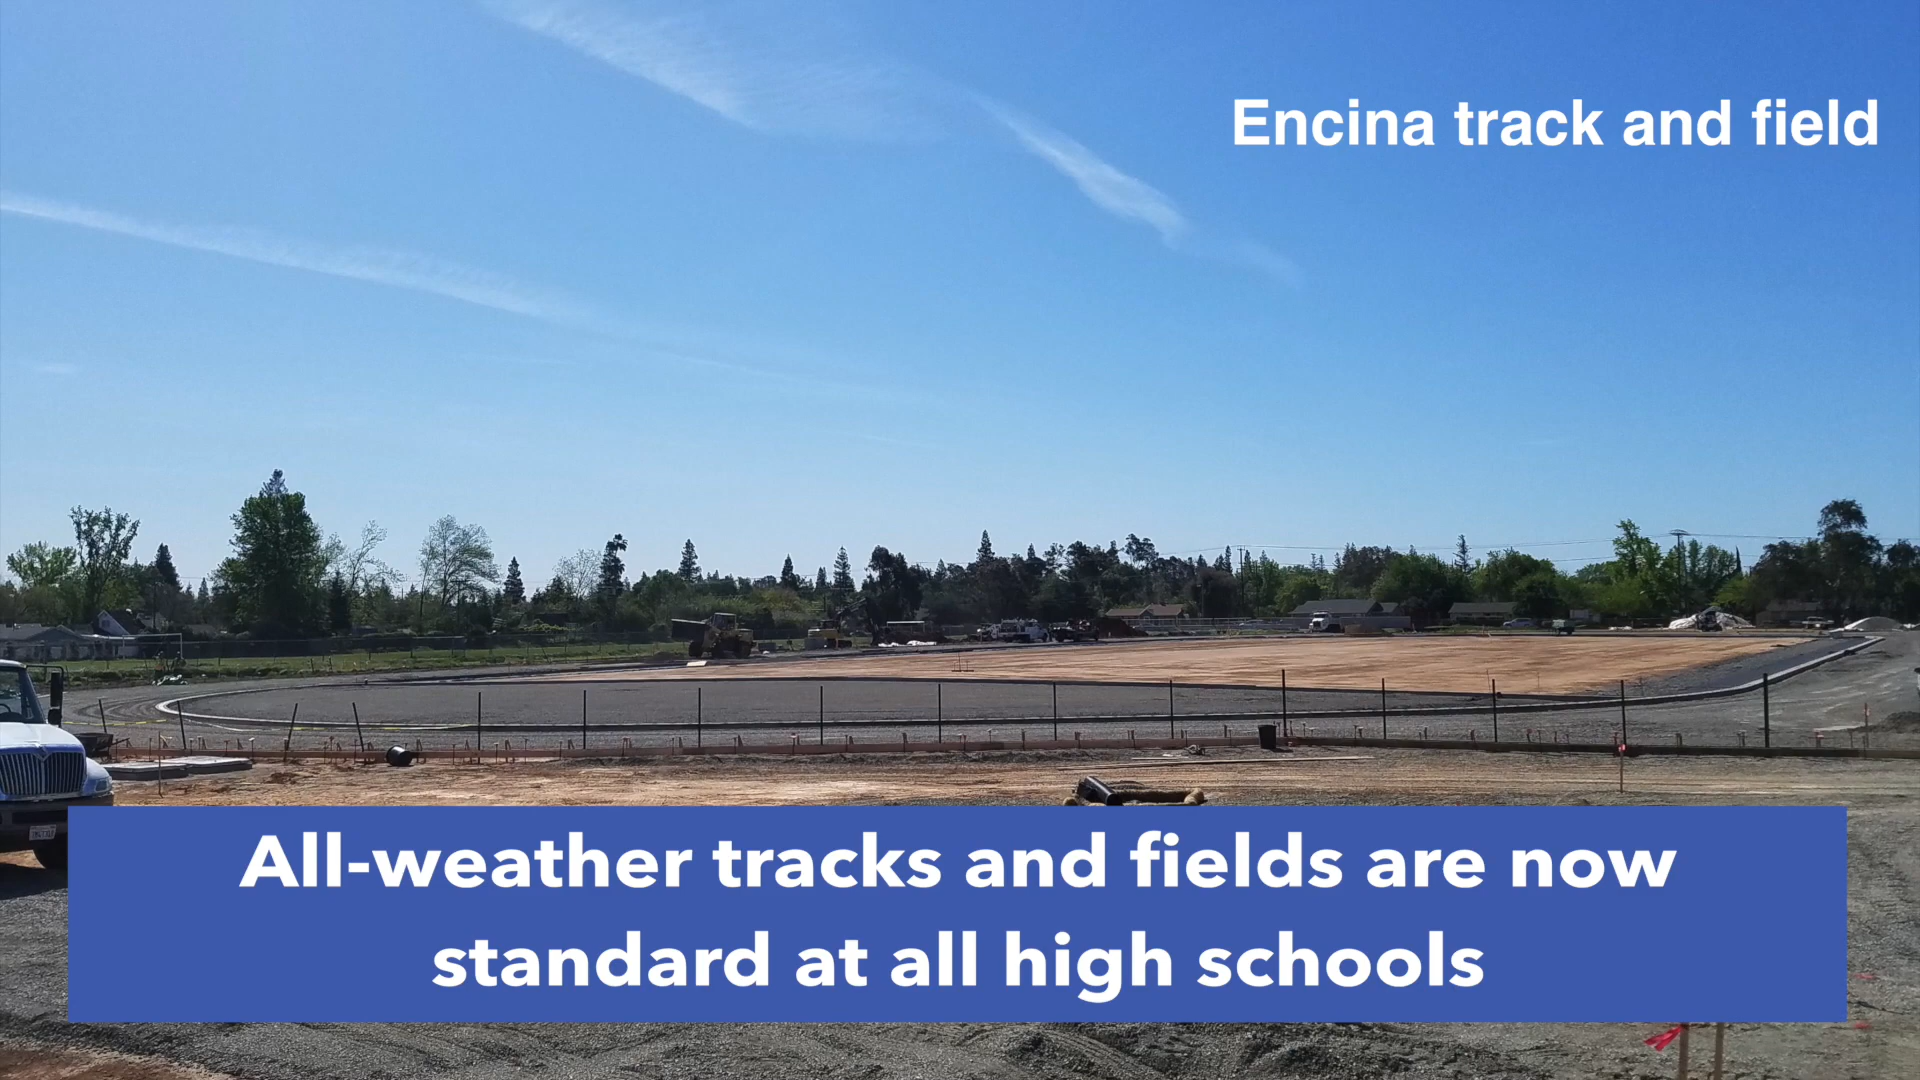 Encina track and field
All-weather tracks and fields are now
standard at all high schools